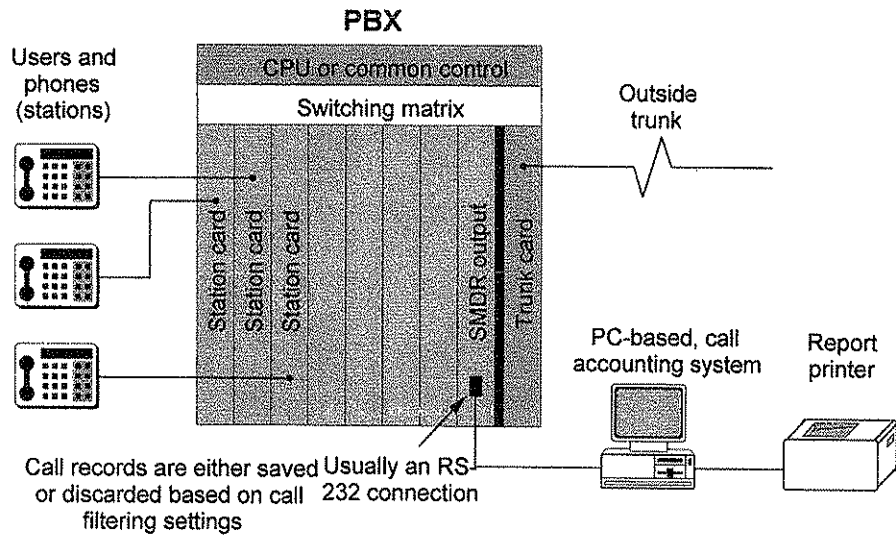 PBX
Users and
phones
(stations)
CPU or common control
Switching matrix
Outside
trunk
Station card
Station card
Station card
SMDR output
Trunk card
PC-based, call
accounting system
Report
printer
Call records are either saved
or discarded based on call
filtering settings
Usually an RS
232 connection